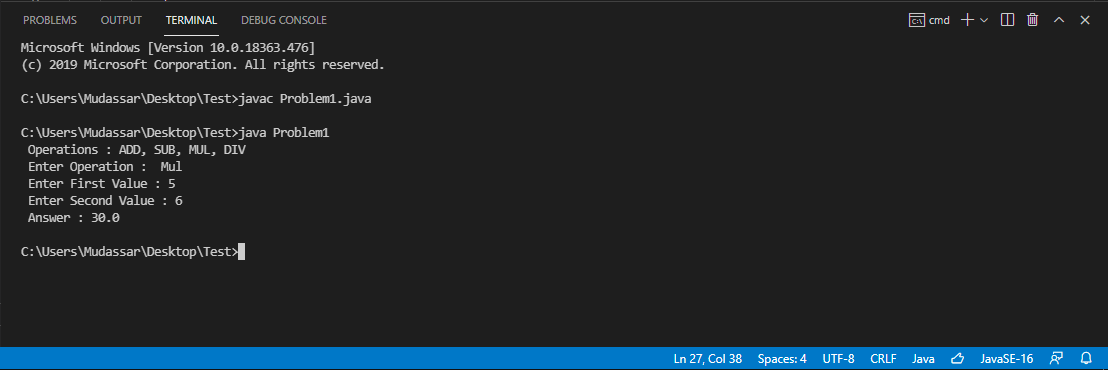 PROBLEMS OUTPUT TERMINAL DEBUG CONSOLE cmd
Microsoft Windows [Version 10.0.18363.476]
(c) 2019 Microsoft Corporation. All rights reserved.
C:\Users\Mudassar\Desktop\Test>javac Problem1.java
C:\Users\Mudassar\Desktop\Test>java Problem1
Operations : ADD, SUB, MUL, DIV
Enter Operation :  Mul
Enter First Value : 5
Enter Second Value : 6
Answer : 30.0
C:\Users\Mudassar\Desktop\Test>
Ln 27, Col 38 Spaces: 4 UTF-8 CRLF Java JavaSE-16